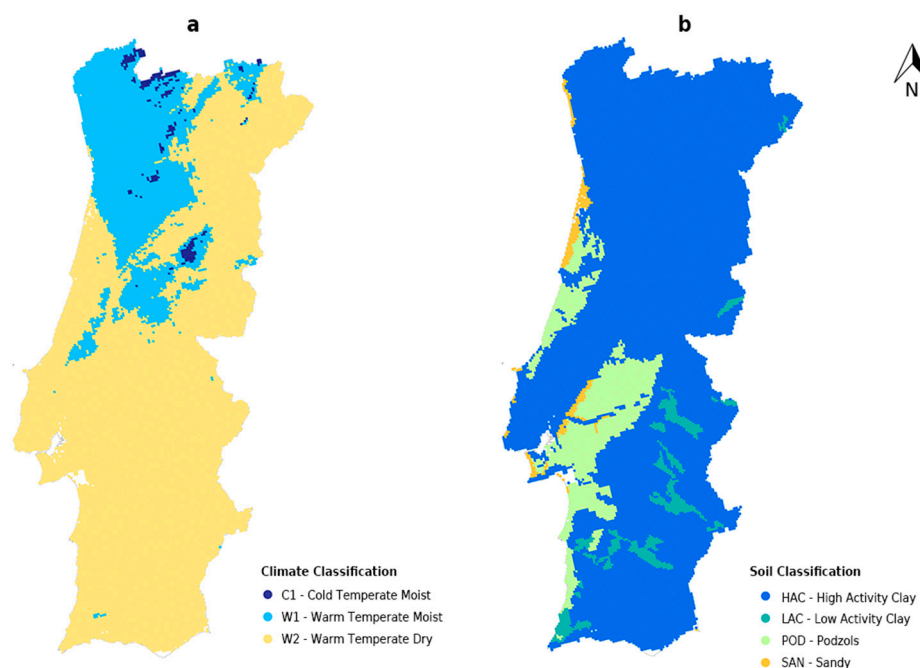 a
b
N
Climate Classification
C1 - Cold Temperate Moist
W1 - Warm Temperate Moist
W2 - Warm Temperate Dry
Soil Classification
HAC - High Activity Clay
LAC - Low Activity Clay
POD - Podzols
SAN - Sandy